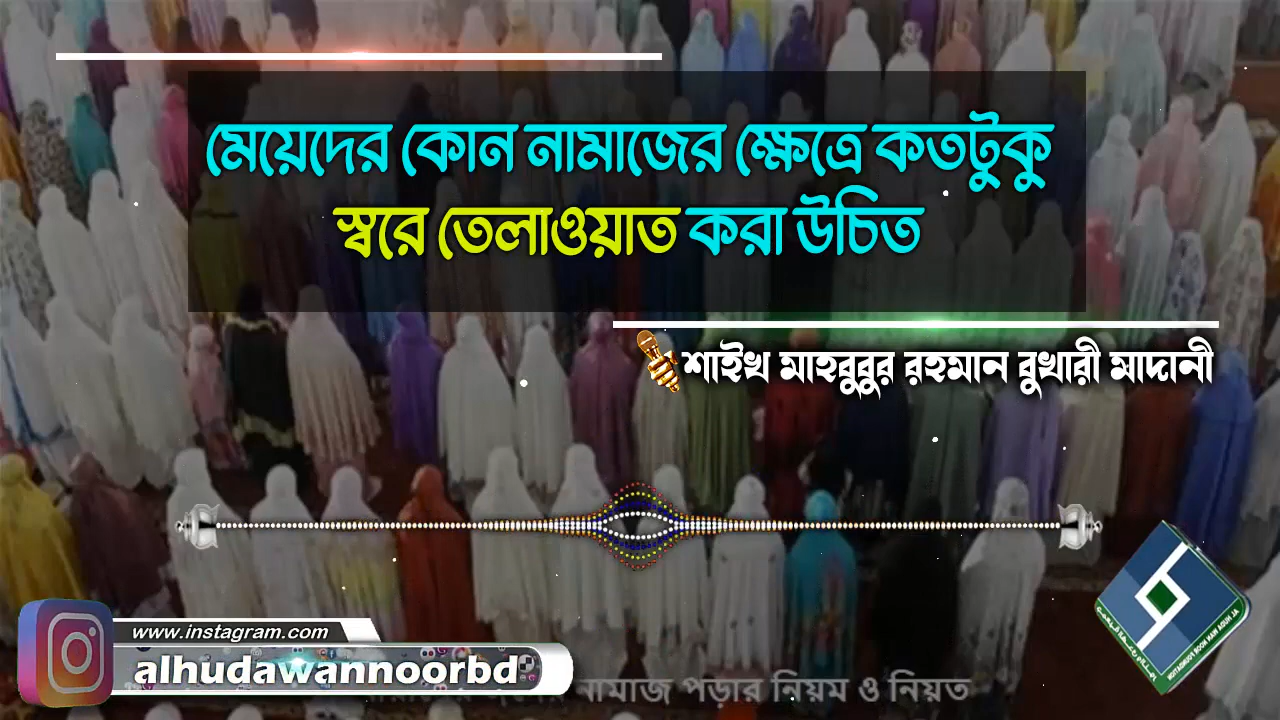 মেয়েদের কোন নামাজের ক্ষেত্রে কতটুকু
স্বরে তেলাওয়াত করা উচিত
শাইখ মাহবুবুর রহমান বুখারী মাদানী
www.instagram.com
alhudawannoorbd
নামাজ পড়ার নিয়ম ও নিয়ত